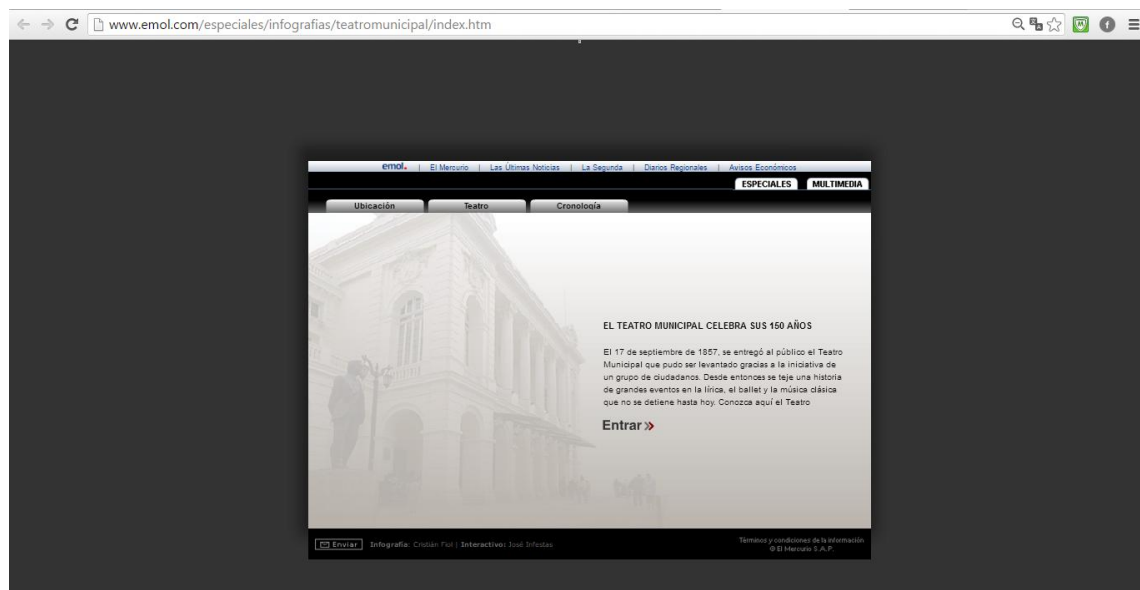 www.emol.com/especiales/infografias/teatromunicipal/index.htm
emol. | El Mercurio | Las Últimas Noticias | La Segunda | Diarios Regionales | Avisos Económicos
ESPECIALES MULTIMEDIA
Ubicación Teatro Cronología
EL TEATRO MUNICIPAL CELEBRA SUS 150 AÑOS
El 17 de septiembre de 1857, se entregó al público el Teatro
Municipal que pudo ser levantado gracias a la iniciativa de
un grupo de ciudadanos. Desde entonces se teje una historia
de grandes eventos en la lírica, el ballet y la música clásica
que no se detiene hasta hoy. Conozca aquí el Teatro
Entrar
Enviar Infografía: Cristián Fiol | Interactivo: José Infestas
Términos y condiciones de la información
© El Mercurio S.A.P.